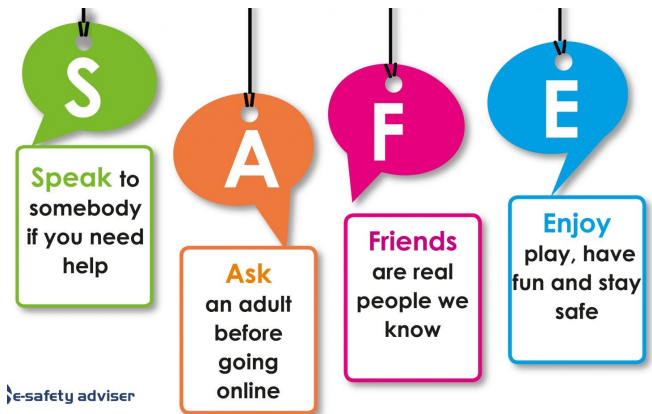 S
Speak to
somebody
if you need
help
A
Ask
an adult
before
going
online
F
Friends
are real
people we
know
E
Enjoy
play, have
fun and stay
safe
e-safety adviser